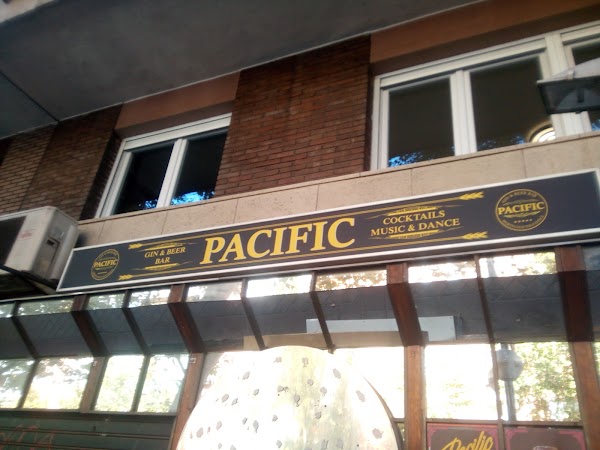 PACIFIC
GIN & BEER
BAR
PACIFIC
COCKTAILS
MUSIC & DANCE
PACIFIC
Pacific